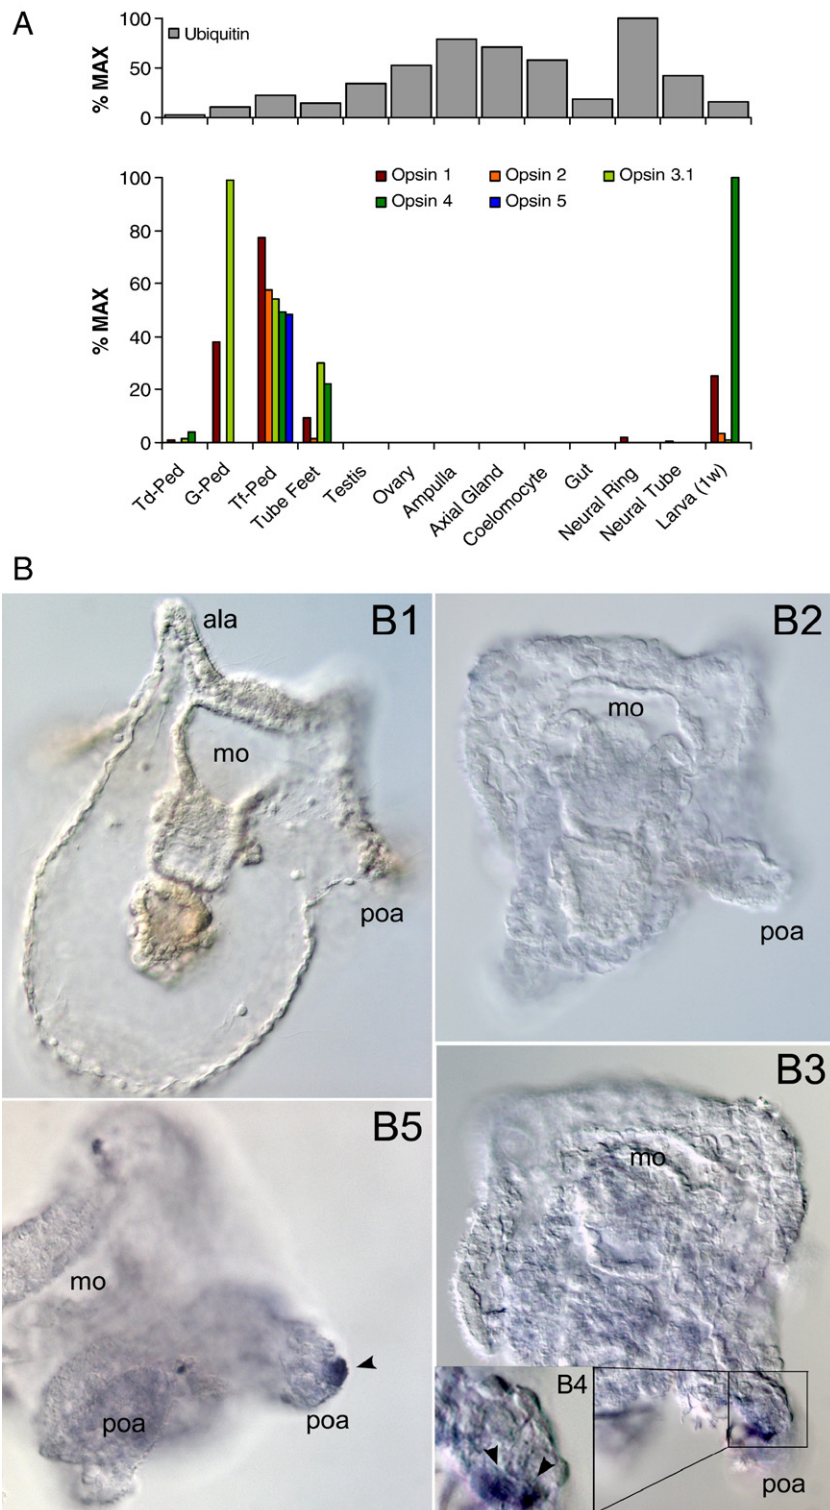 A
100
50
0
% MAX
Ubiquitin
100
80
60
40
20
0
% MAX
Opsin 1 Opsin 2 Opsin 3.1
Opsin 4 Opsin 5
Td-Ped
G-Ped
Tf-Ped
Tube Feet
Testis
Ovary
Ampulla
Axial Gland
Coelomocyte
Gut
Neural Ring
Neural Tube
Larva (1w)
B
ala
B1
mo
poa
B2
mo
poa
B3
mo
B4
poa
B5
mo
poa
poa